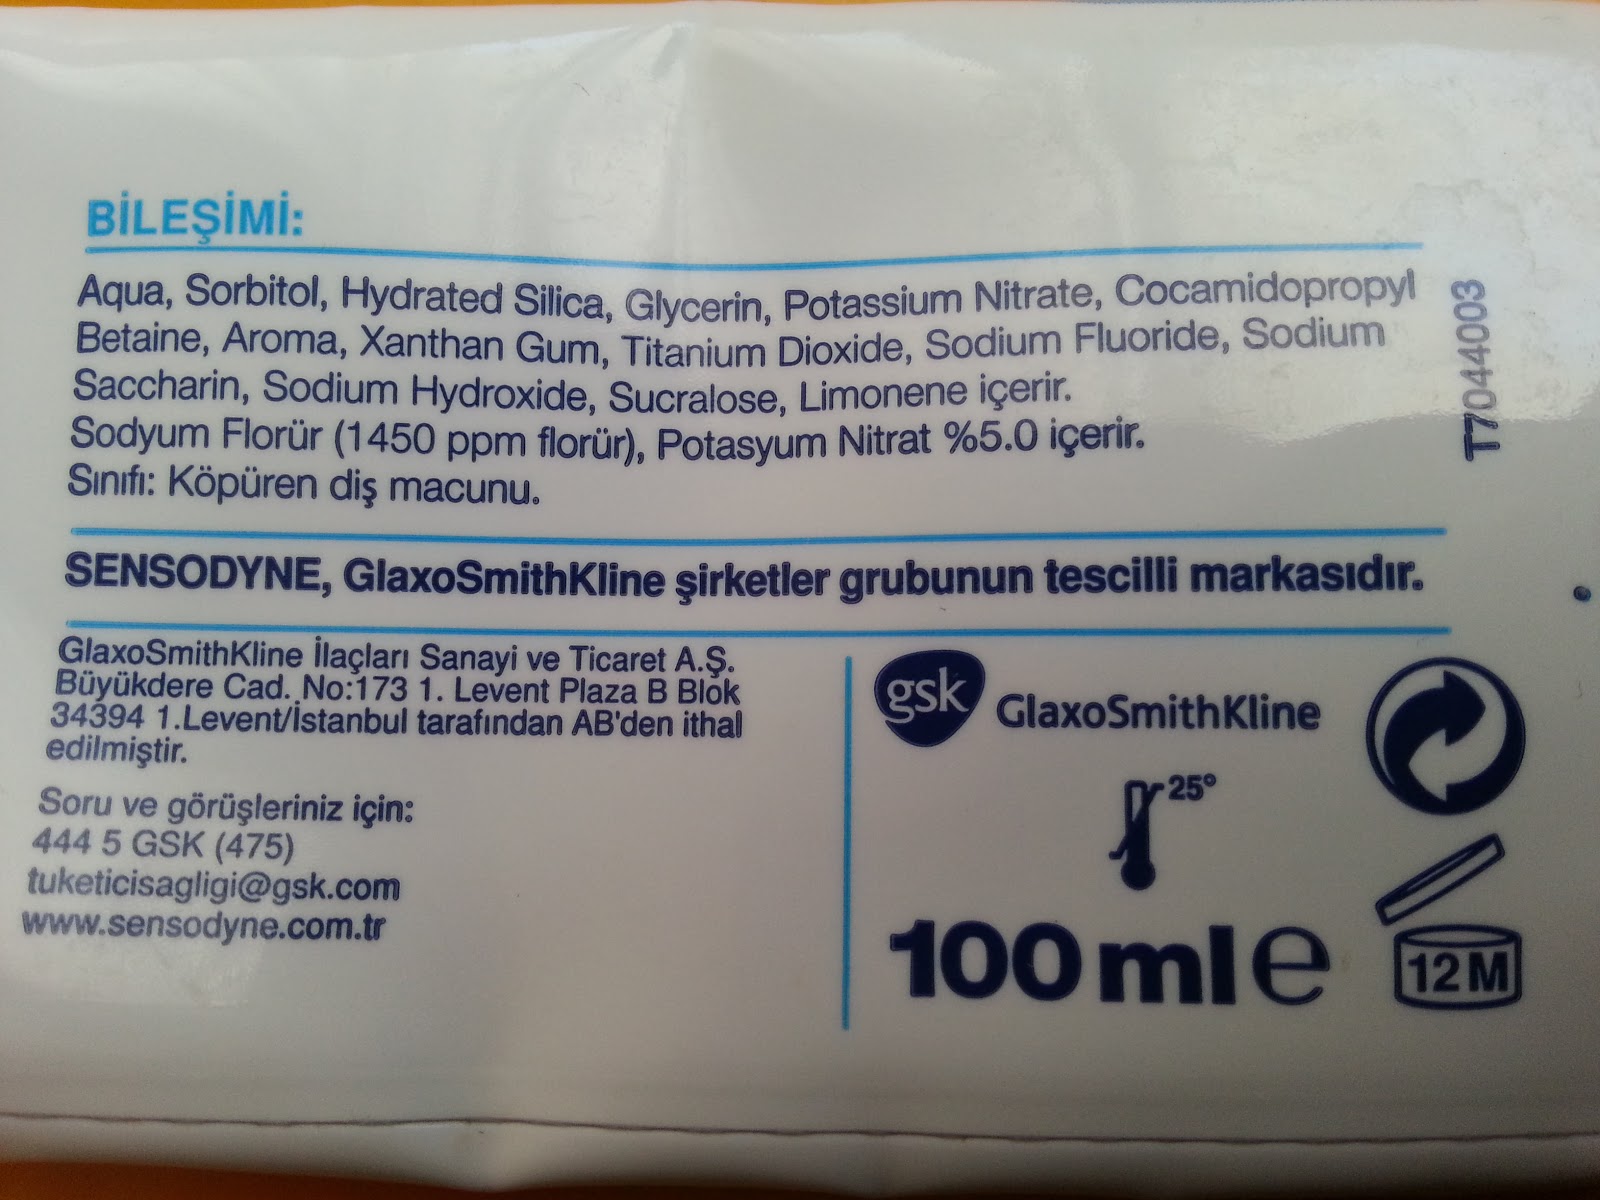 BİLEŞİMİ:
Aqua, Sorbitol, Hydrated Silica, Glycerin, Potassium Nitrate, Cocamidopropyl
Betaine, Aroma, Xanthan Gum, Titanium Dioxide, Sodium Fluoride, Sodium
Saccharin, Sodium Hydroxide, Sucralose, Limonene içerir.
Sodyum Florür (1450 ppm florür), Potasyum Nitrat %5.0 içerir.
Sınıfı: Köpüren diş macunu.
T7044003
SENSODYNE, GlaxoSmithKline şirketler grubunun tescilli markasıdır.
GlaxoSmithKline İlaçları Sanayi ve Ticaret A.Ş.
Büyükdere Cad. No:173 1. Levent Plaza B Blok
34394 1.Levent/İstanbul tarafından AB'den ithal
edilmiştir.
Soru ve görüşleriniz için:
444 5 GSK (475)
tuketicisagligi@gsk.com
www.sensodyne.com.tr
gsk GlaxoSmithKline
25°
100 ml e
12 M